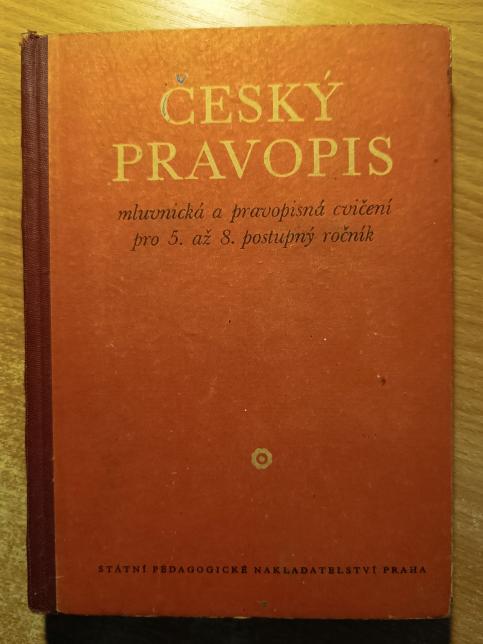 ČESKÝ
PRAVOPIS
mluvnická a pravopisná cvičení
pro 5. až 8. postupný ročník
STÁTNÍ PEDAGOGICKÉ NAKLADATELSTVÍ PRAHA